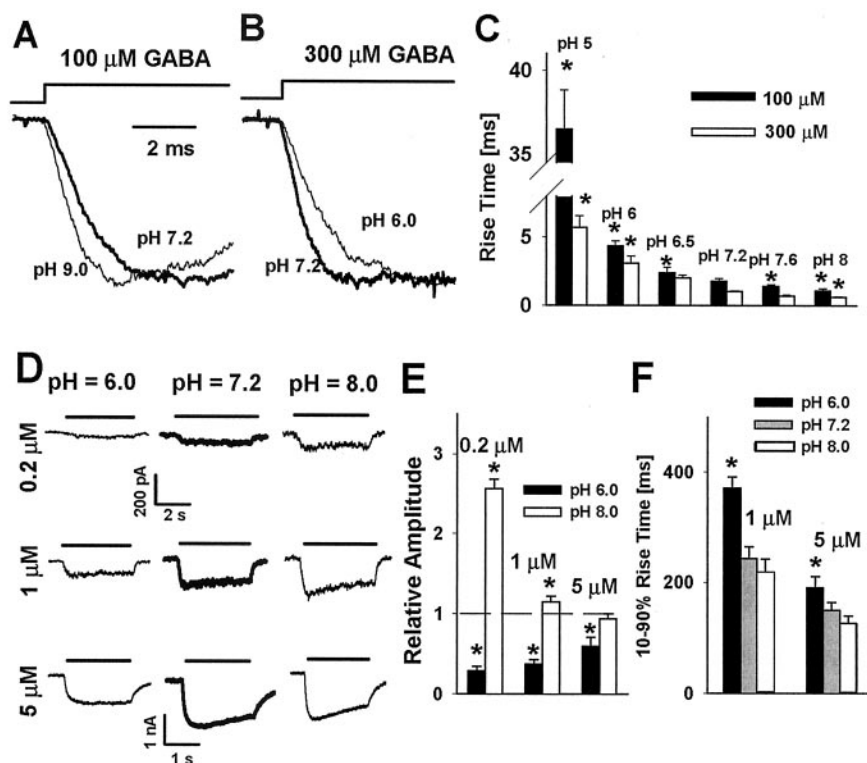 A
100 µM GABA
2 ms
pH 7.2
pH 9.0
B
300 µM GABA
pH 6.0
pH 7.2
C
pH 5
*
40
35
5
0
Rise Time [ms]
100 µM
300 µM
*
pH 6
* *
pH 6.5
*
pH 7.2
pH 7.6
*
pH 8
* *
D
pH = 6.0 pH = 7.2 pH = 8.0
0.2 µM
200 pA
2 s
1 µM
5 µM
1 nA
1 s
E
Relative Amplitude
3
2
1
0
0.2 µM
*
pH 6.0
pH 8.0
1 µM
*
5 µM
* * *
F
10-90% Rise Time [ms]
400
200
0
pH 6.0
pH 7.2
pH 8.0
*
1 µM
5 µM
*